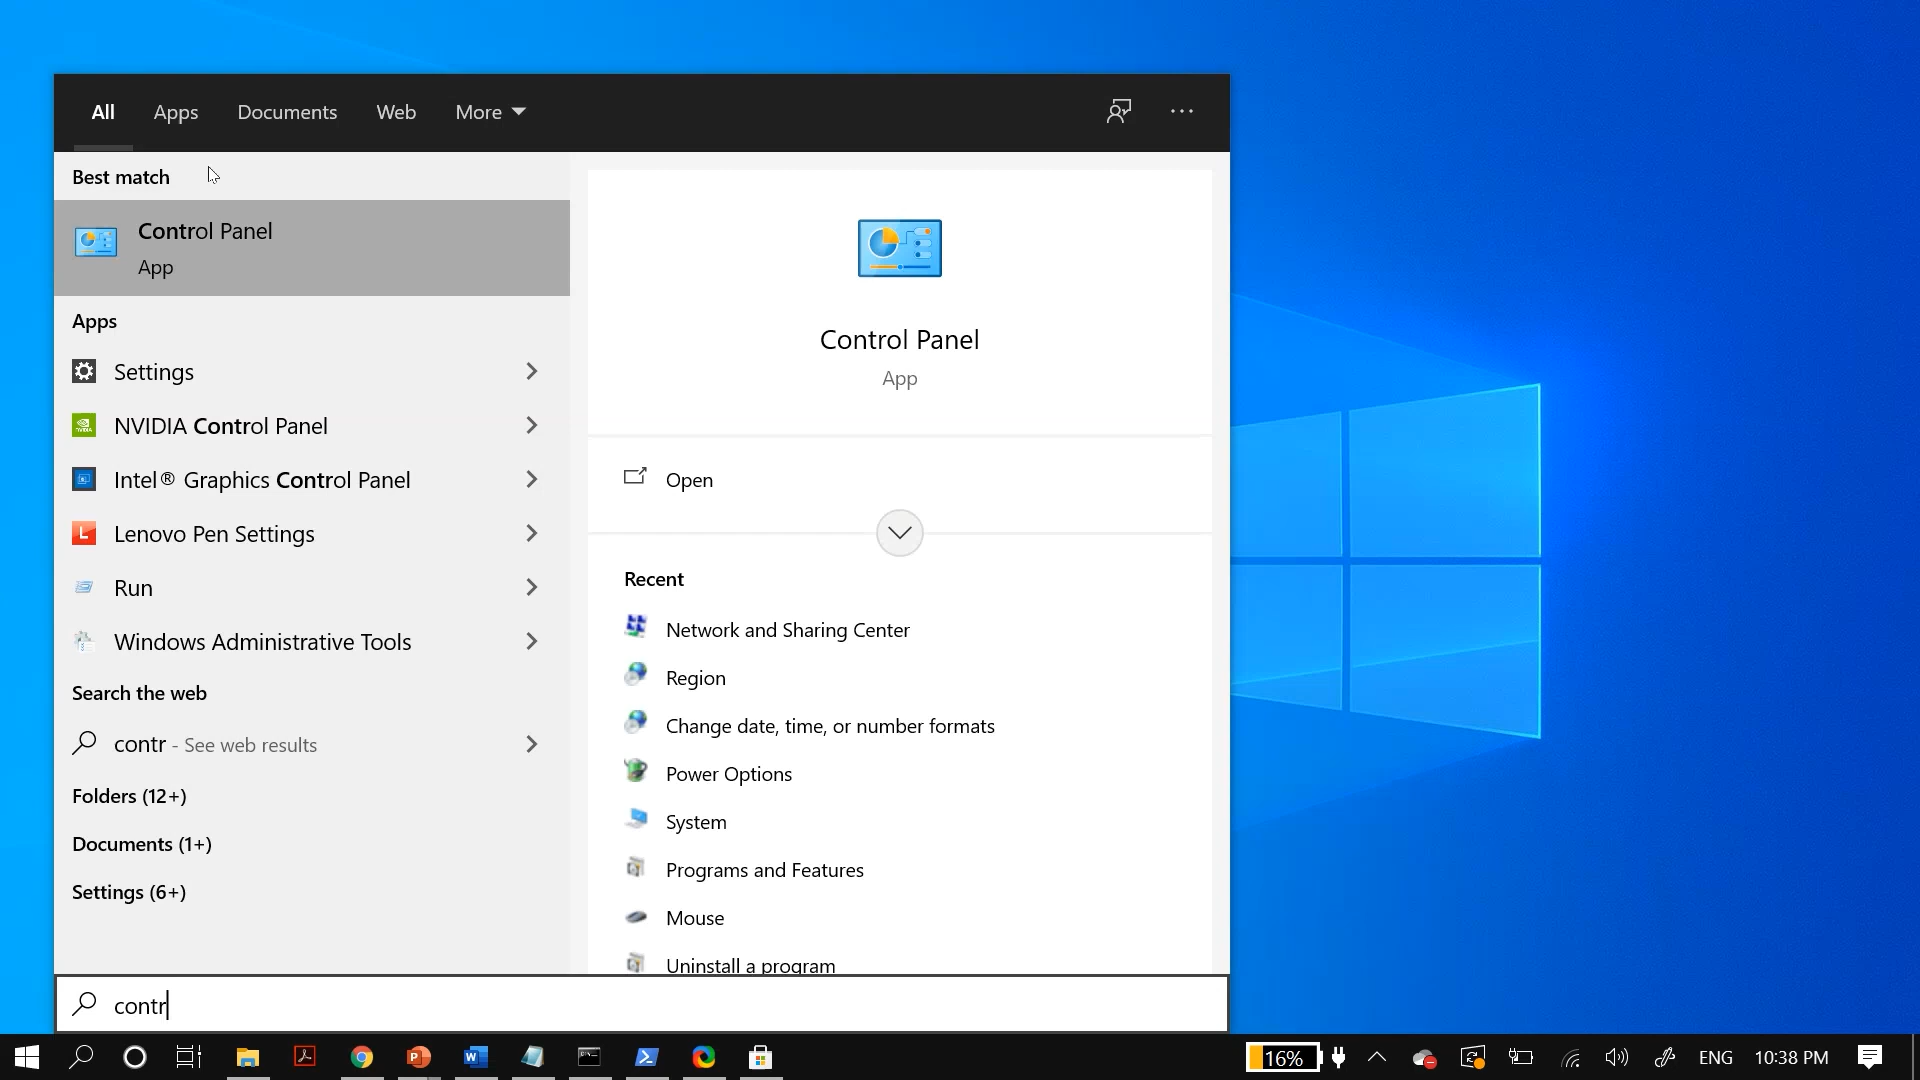 All Apps Documents Web More
Best match
Control Panel
App
Apps
Settings
NVIDIA Control Panel
Intel® Graphics Control Panel
Lenovo Pen Settings
Run
Windows Administrative Tools
Search the web
contr - See web results
Folders (12+)
Documents (1+)
Settings (6+)
Control Panel
App
Open
Recent
Network and Sharing Center
Region
Change date, time, or number formats
Power Options
System
Programs and Features
Mouse
Uninstall a program
contr
16% ENG 10:38 PM